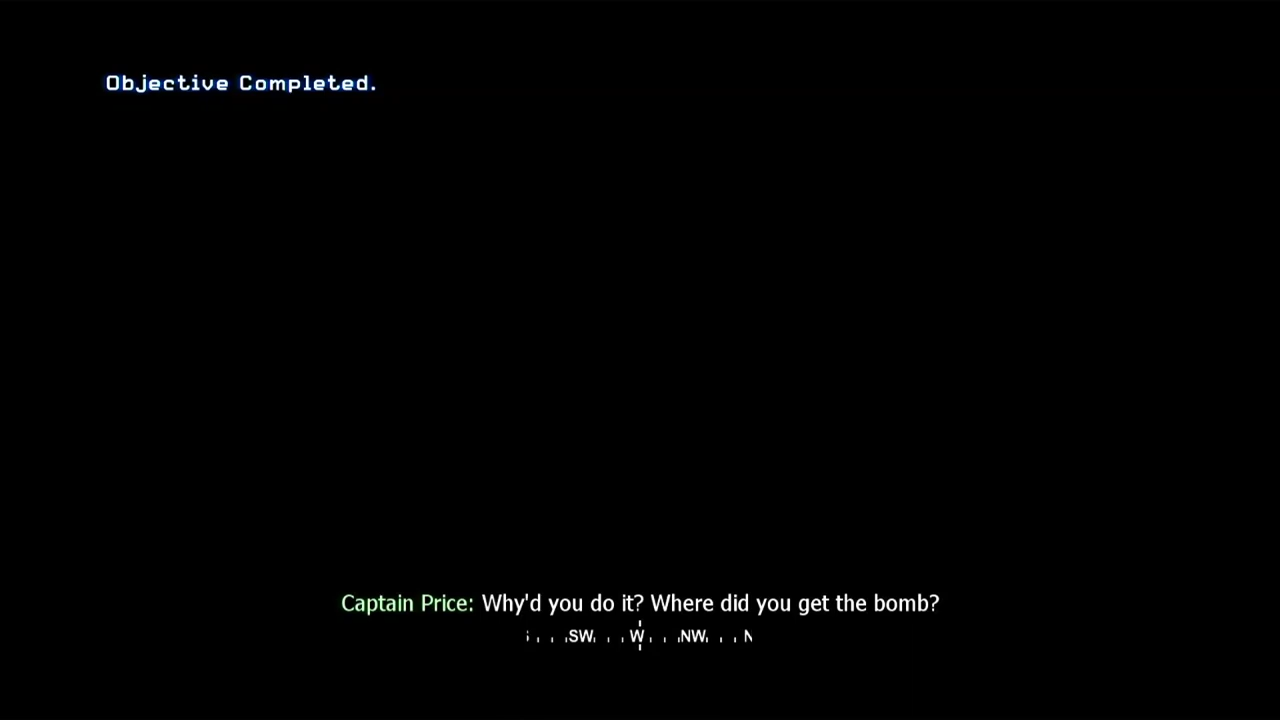 Objective Completed.
Captain Price: Why'd you do it? Where did you get the bomb?
SW W NW N